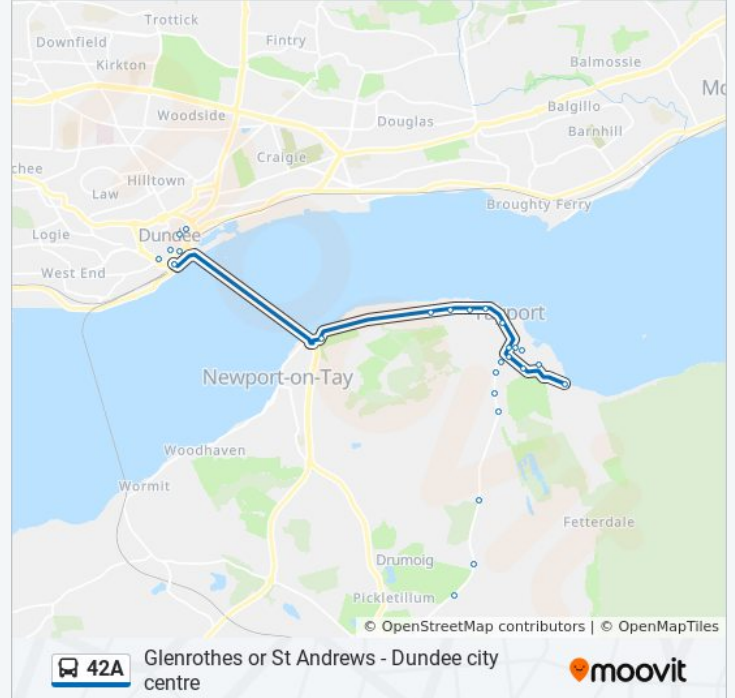 Trottick
Downfield
Fintry
Kirkton
Balmossie
Mo
Balgillo
Woodside
Douglas
Barnhill
Craigie
chee
Hilltown
Law
Broughty Ferry
Logie
Dundee
West End
Tayport
Newport-on-Tay
Woodhaven
Wormit
Fetterdale
Drumoig
Pickletillum
© OpenStreetMap contributors | © OpenMapTiles
42A
Glenrothes or St Andrews - Dundee city
centre
moovit